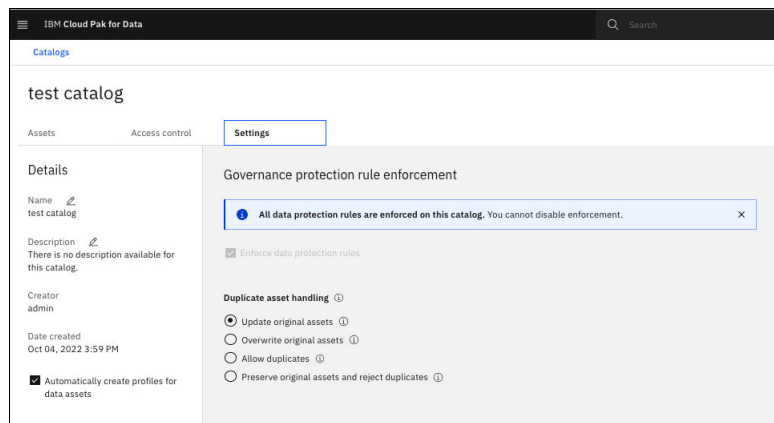 IBM Cloud Pak for Data
Search
Catalogs
test catalog
Assets
Access control
Settings
Details
Name
test catalog
Description
There is no description available for
this catalog.
Creator
admin
Date created
Oct 04, 2022 3:59 PM
Automatically create profiles for
data assets
Governance protection rule enforcement
All data protection rules are enforced on this catalog. You cannot disable enforcement.
Enforce data protection rules
Duplicate asset handling
Update original assets
Overwrite original assets
Allow duplicates
Preserve original assets and reject duplicates